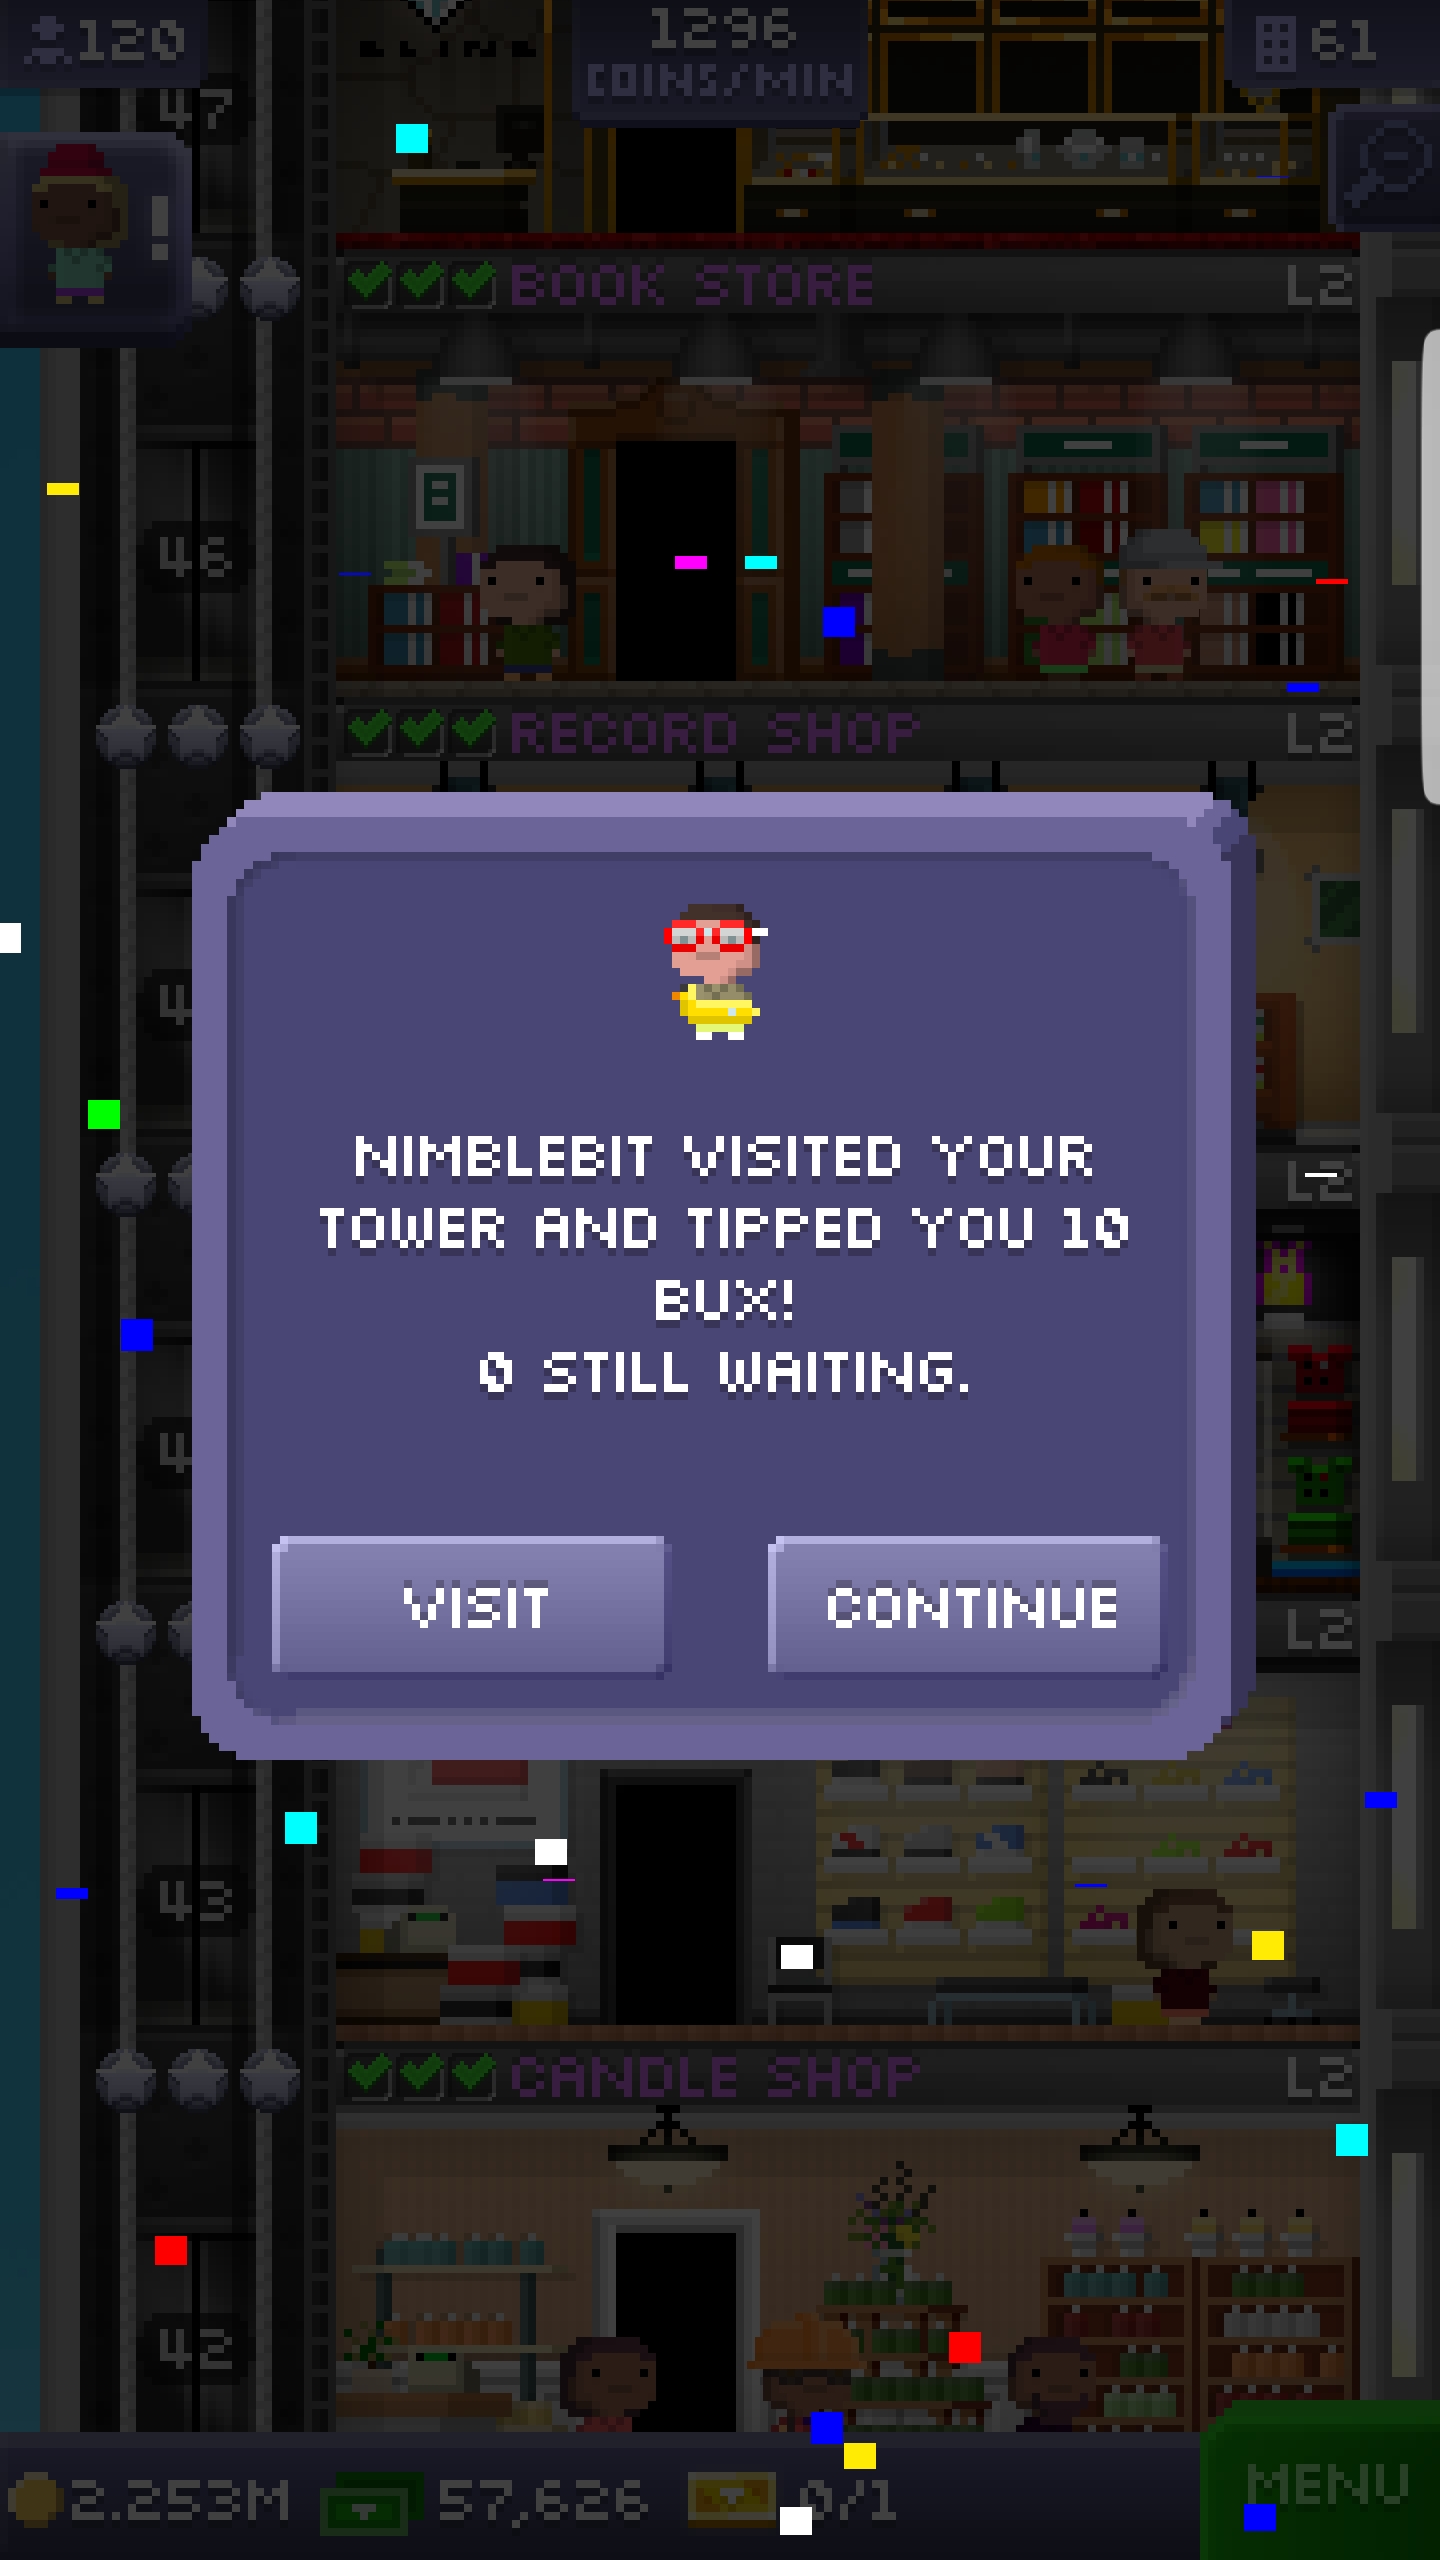 120
1296
COINS/MIN
61
47
BOOK STORE
L2
46
RECORD SHOP
L2
NIMBLEBIT VISITED YOUR
TOWER AND TIPPED YOU 10
BUX!
0 STILL WAITING.
L2
VISIT
CONTINUE
L2
43
CANDLE SHOP
L2
42
2.253M
57,626
0/1
MENU